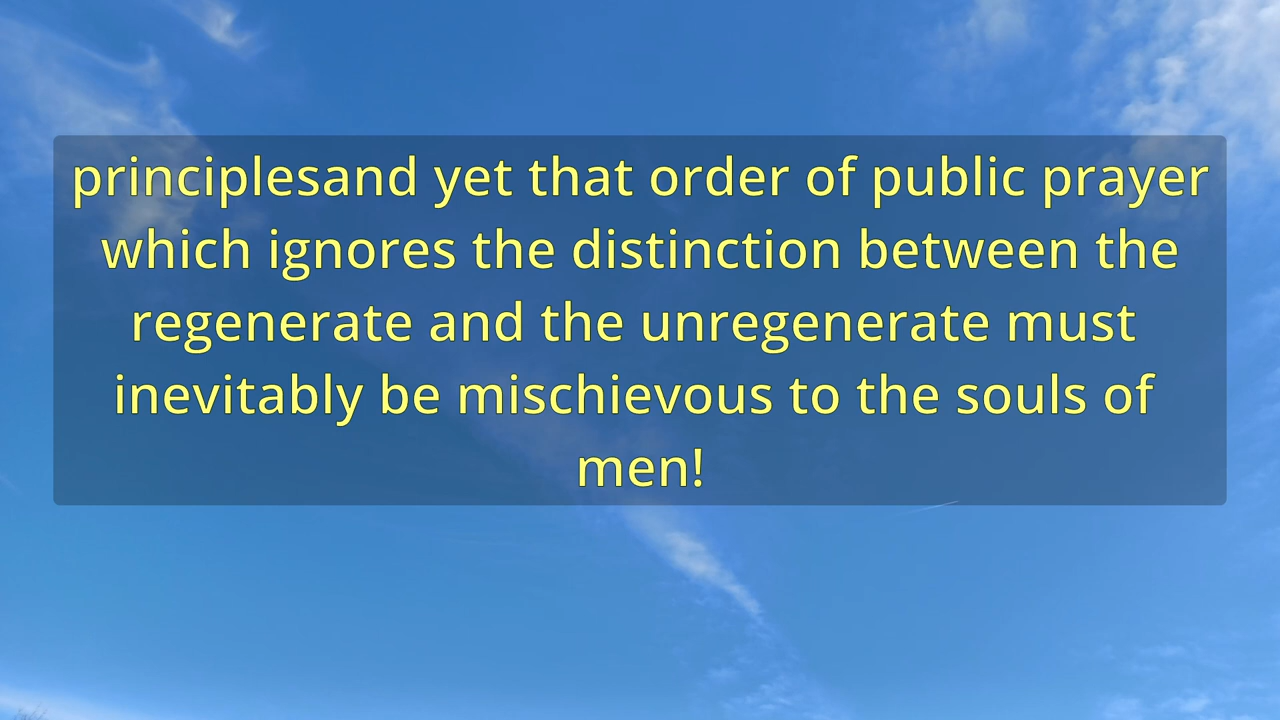 principlesand yet that order of public prayer
which ignores the distinction between the
regenerate and the unregenerate must
inevitably be mischievous to the souls of
men!